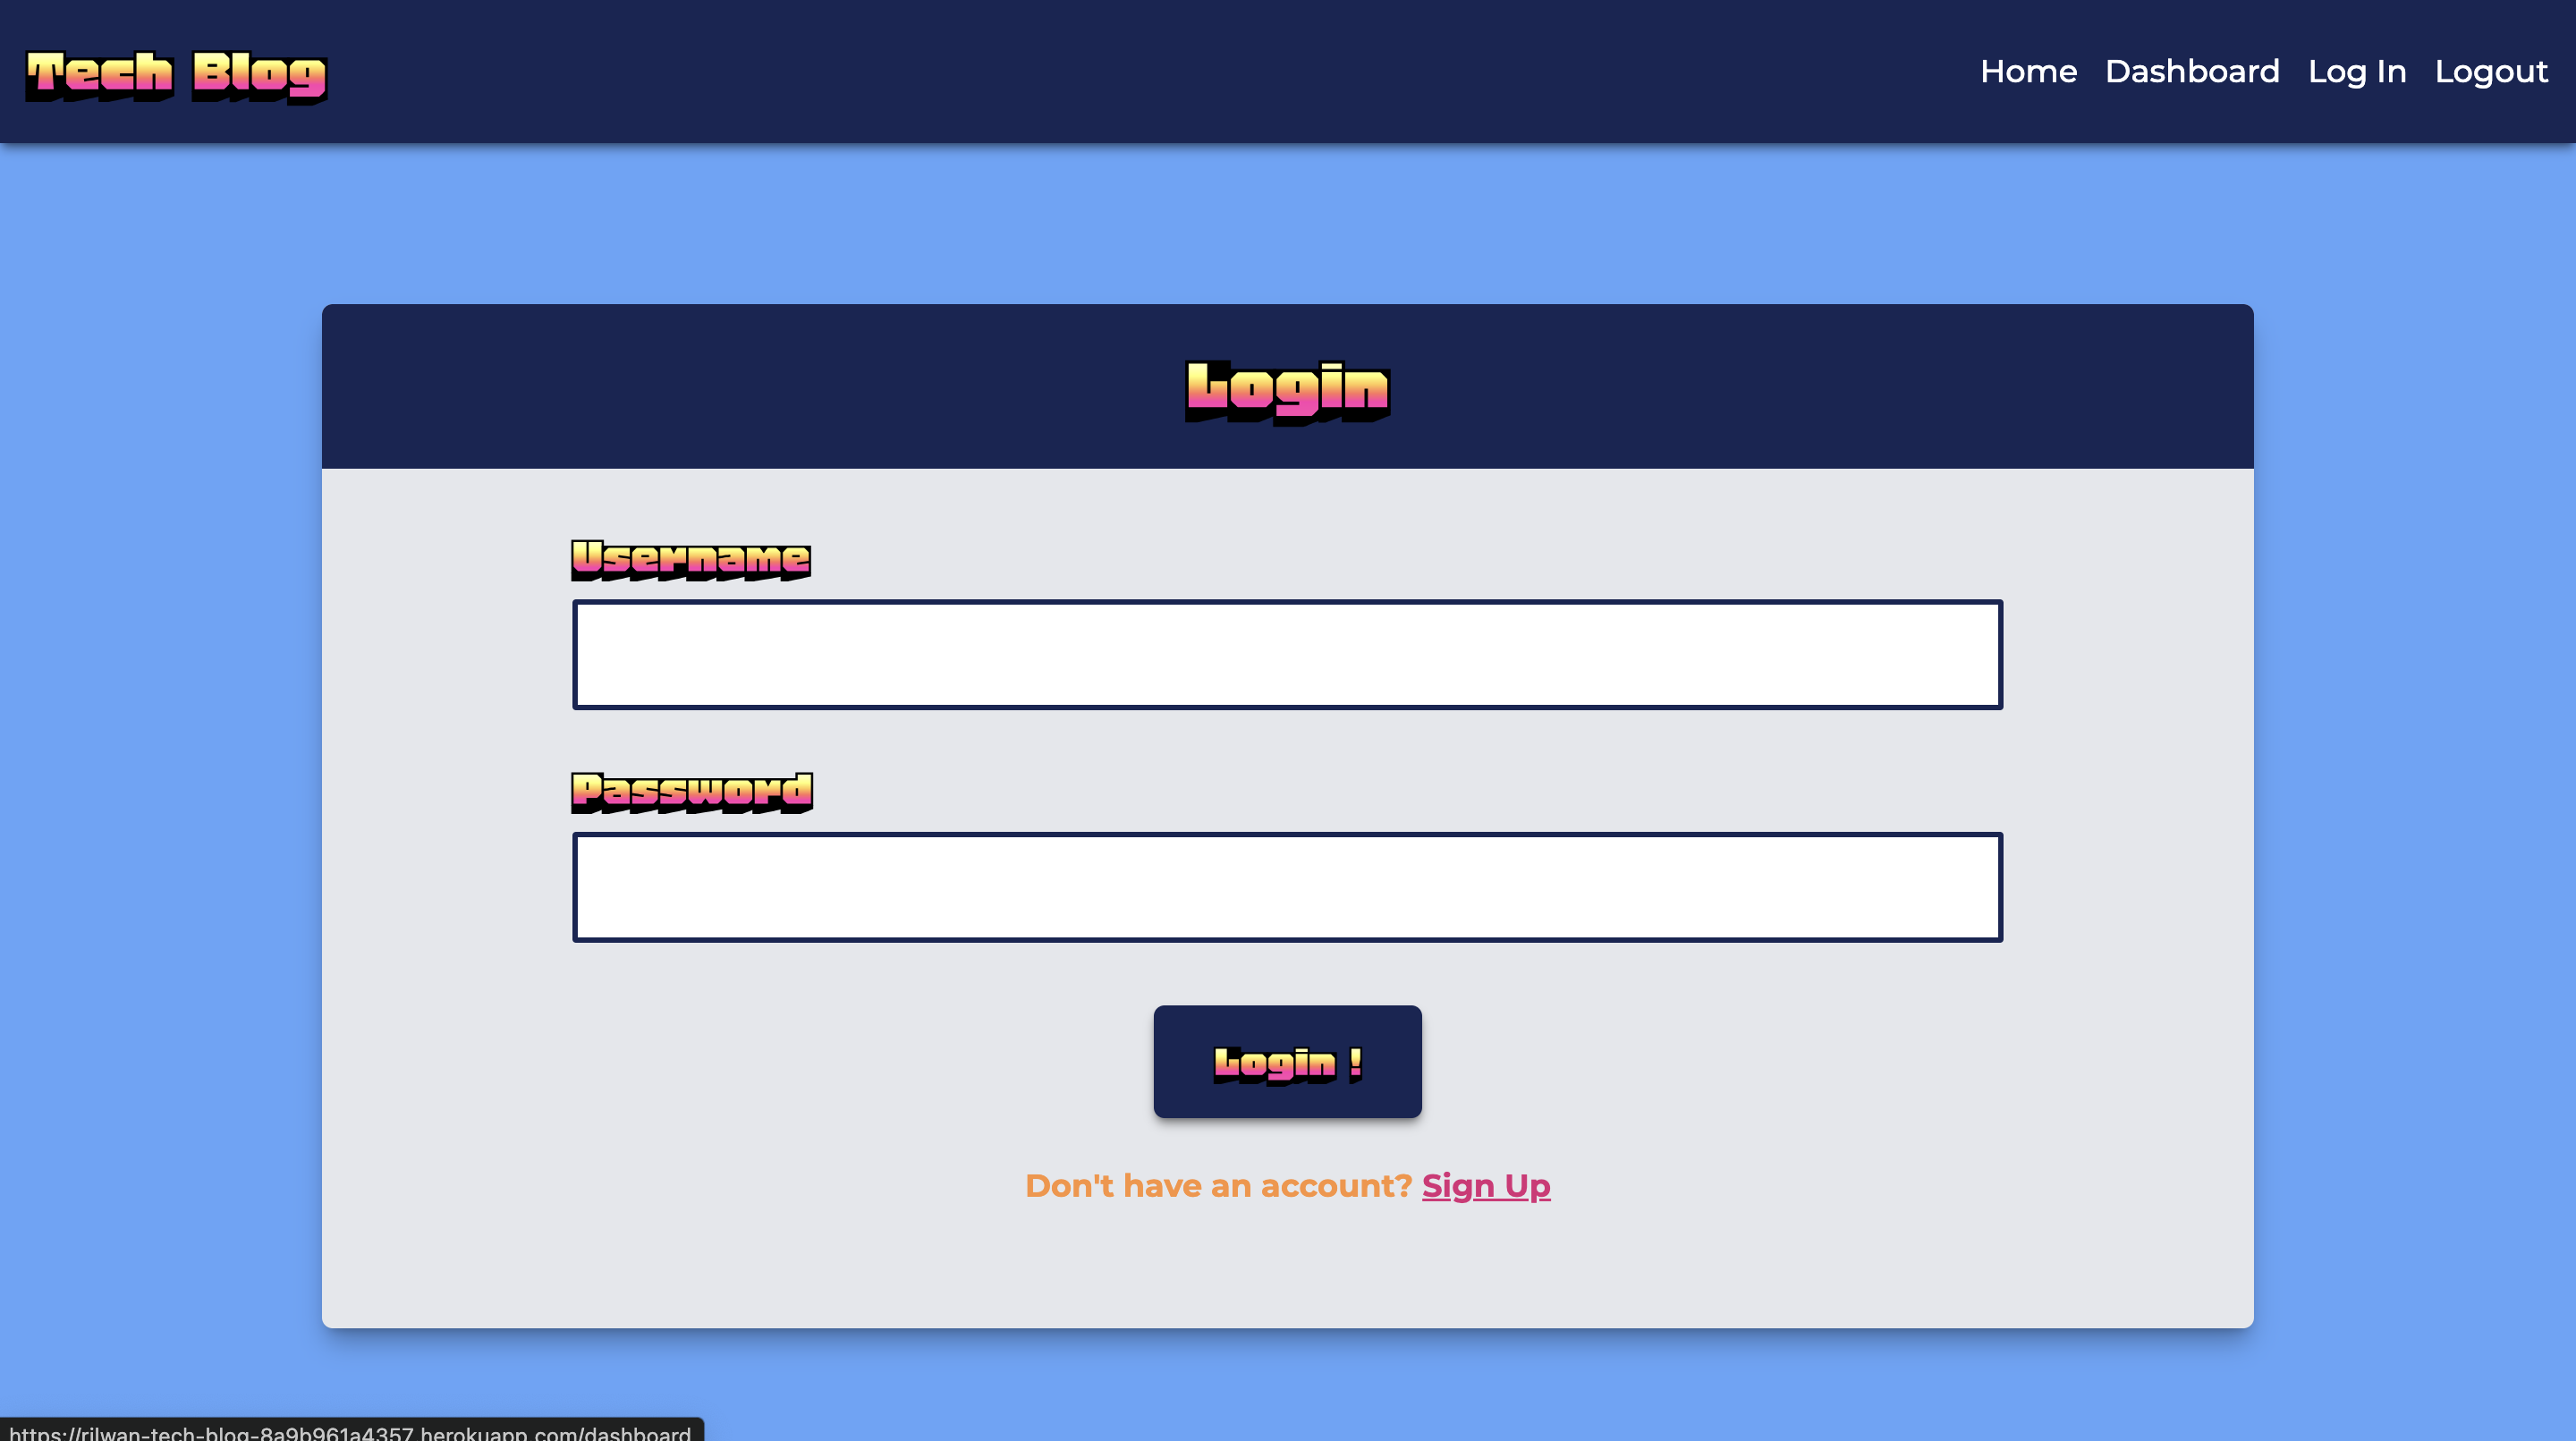 Tech Blog
Home Dashboard Log In Logout
Login
Username
Password
Login !
Don't have an account? Sign Up
https://rilwan-tech-blog-8a9b961a4357.herokuapp.com/dashboard